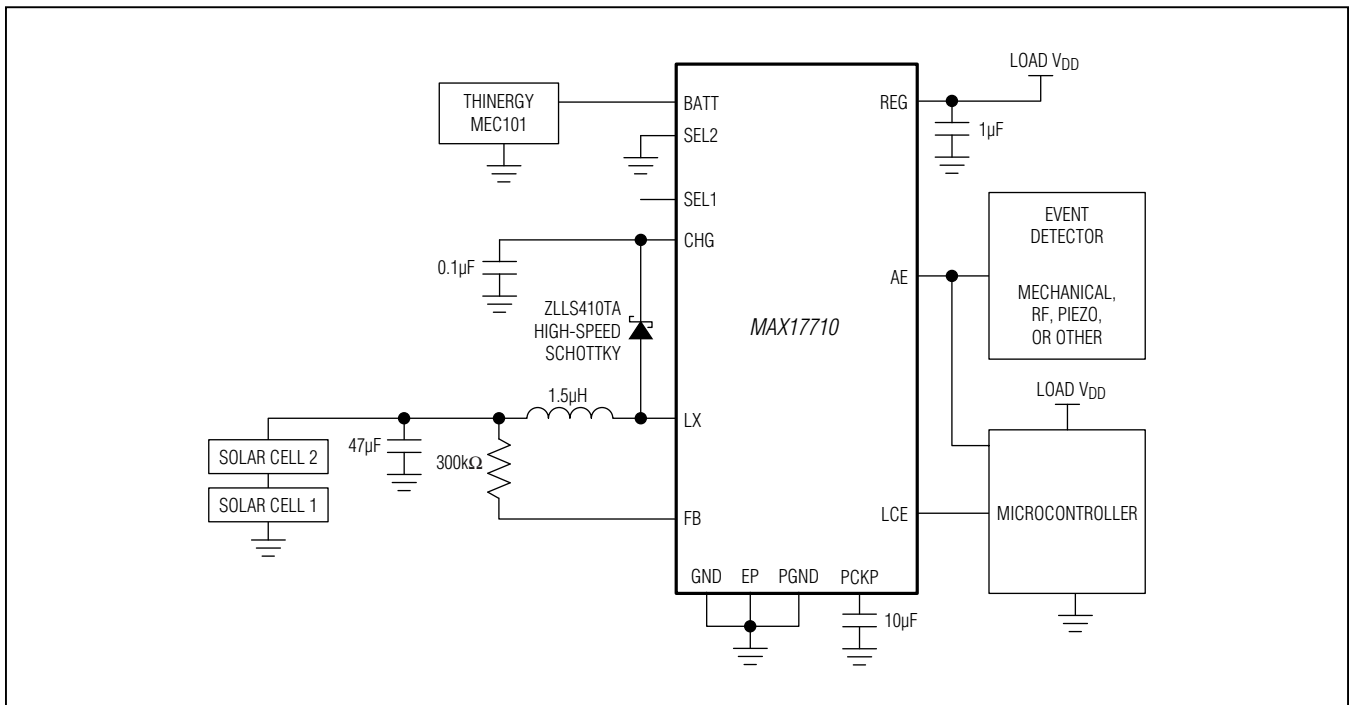 LOAD VDD
THINERGY
MEC101
BATT
REG
1µF
SEL2
SEL1
CHG
0.1µF
ZLLS410TA
HIGH-SPEED
SCHOTTKY
MAX17710
AE
EVENT
DETECTOR
MECHANICAL,
RF, PIEZO,
OR OTHER
1.5µH
LX
LOAD VDD
47µF
300kΩ
SOLAR CELL 2
SOLAR CELL 1
FB
LCE
MICROCONTROLLER
GND
EP
PGND
PCKP
10µF